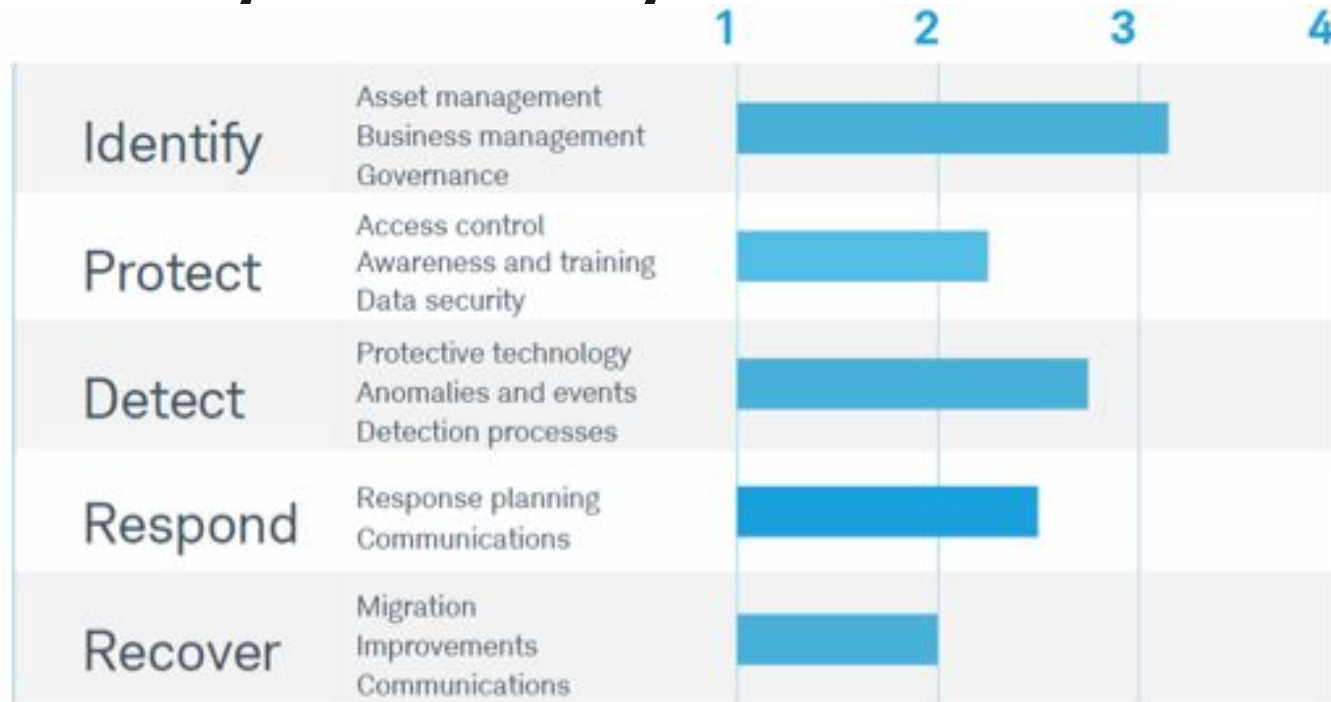 1 2 3 4
Identify
Asset management
Business management
Governance
Protect
Access control
Awareness and training
Data security
Detect
Protective technology
Anomalies and events
Detection processes
Respond
Response planning
Communications
Recover
Migration
Improvements
Communications